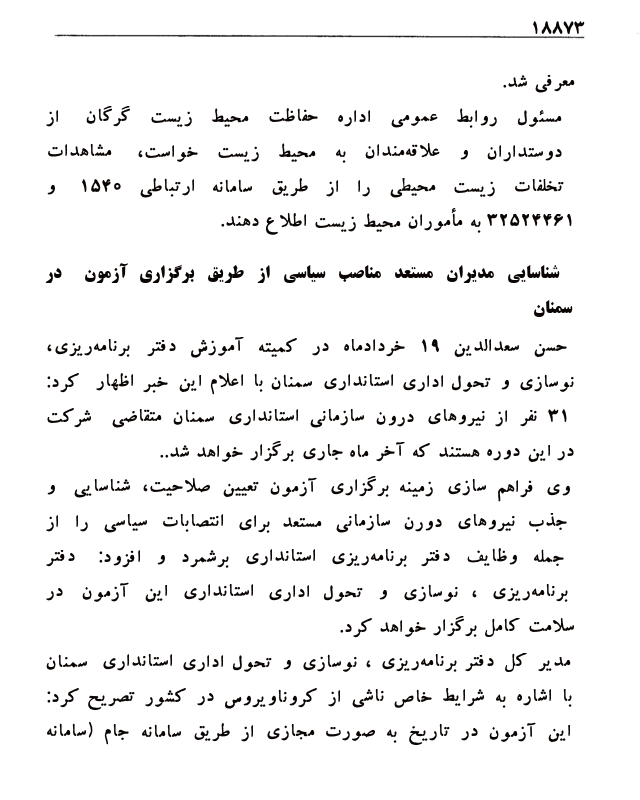 ۱۸۸۷۳
معرفی شد.
مسئول روابط عمومی اداره حفاظت محیط زیست گرگان از
دوستداران و علاقه‌مندان به محیط زیست خواست، مشاهدات
تخلفات زیست محیطی را از طریق سامانه ارتباطی ۱۵۴۰ و
۳۲۵۲۴۴۶۱ به مأموران محیط زیست اطلاع دهند.
شناسایی مدیران مستعد مناصب سیاسی از طریق برگزاری آزمون در
سمنان
حسن سعدالدین ۱۹ خردادماه در کمیته آموزش دفتر برنامه‌ریزی،
نوسازی و تحول اداری استانداری سمنان با اعلام این خبر اظهار کرد:
۳۱ نفر از نیروهای درون سازمانی استانداری سمنان متقاضی شرکت
در این دوره هستند که آخر ماه جاری برگزار خواهد شد..
وی فراهم سازی زمینه برگزاری آزمون تعیین صلاحیت، شناسایی و
جذب نیروهای دورن سازمانی مستعد برای انتصابات سیاسی را از
جمله وظایف دفتر برنامه‌ریزی استانداری برشمرد و افزود: دفتر
برنامه‌ریزی ، نوسازی و تحول اداری استانداری این آزمون در
سلامت کامل برگزار خواهد کرد.
مدیر کل دفتر برنامه‌ریزی ، نوسازی و تحول اداری استانداری سمنان
با اشاره به شرایط خاص ناشی از کروناویروس در کشور تصریح کرد:
این آزمون در تاریخ به صورت مجازی از طریق سامانه جام (سامانه